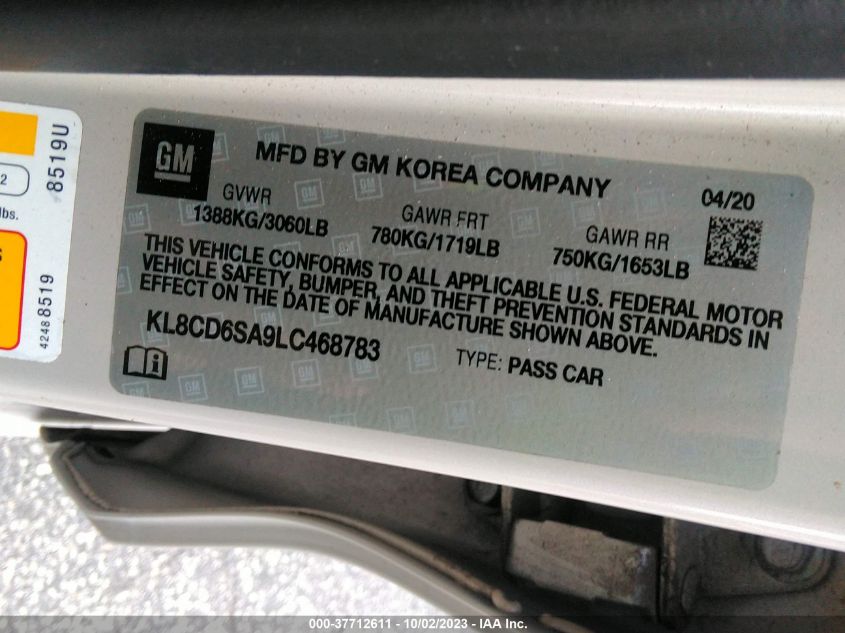 GM
MFD BY GM KOREA COMPANY
04/20
GVWR
1388KG/3060LB
GAWR FRT
780KG/1719LB
GAWR RR
750KG/1653LB
THIS VEHICLE CONFORMS TO ALL APPLICABLE U.S. FEDERAL MOTOR
VEHICLE SAFETY, BUMPER, AND THEFT PREVENTION STANDARDS IN
EFFECT ON THE DATE OF MANUFACTURE SHOWN ABOVE.
KL8CD6SA9LC468783
TYPE: PASS CAR
8519U
2
lbs.
S
42488519
000-37712611 - 10/02/2023 - IAA Inc.